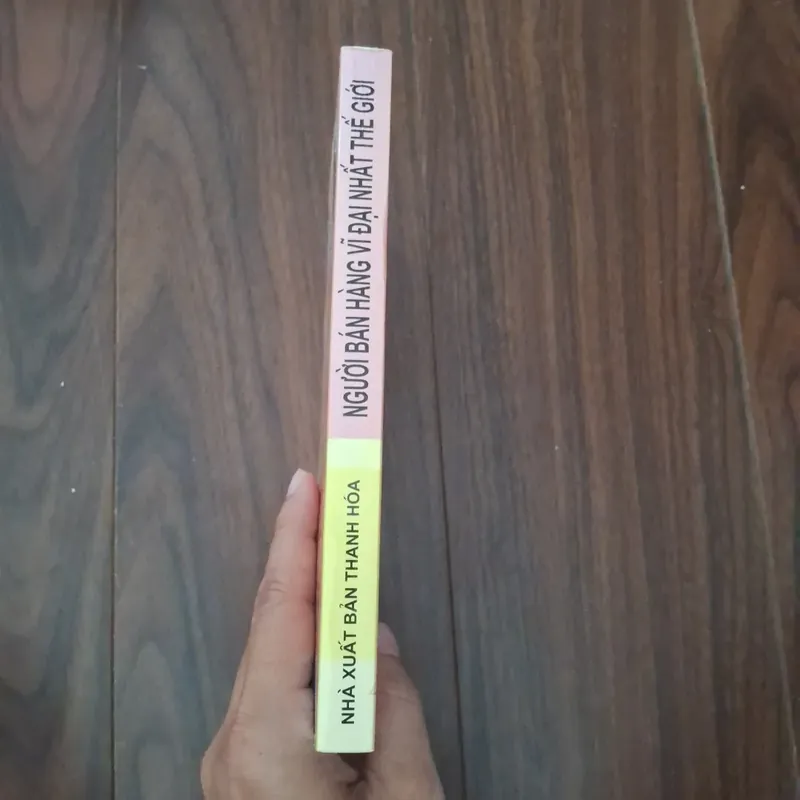 NGƯỜI BÁN HÀNG VĨ ĐẠI NHẤT THẾ GIỚI
NHÀ XUẤT BẢN THANH HÓA